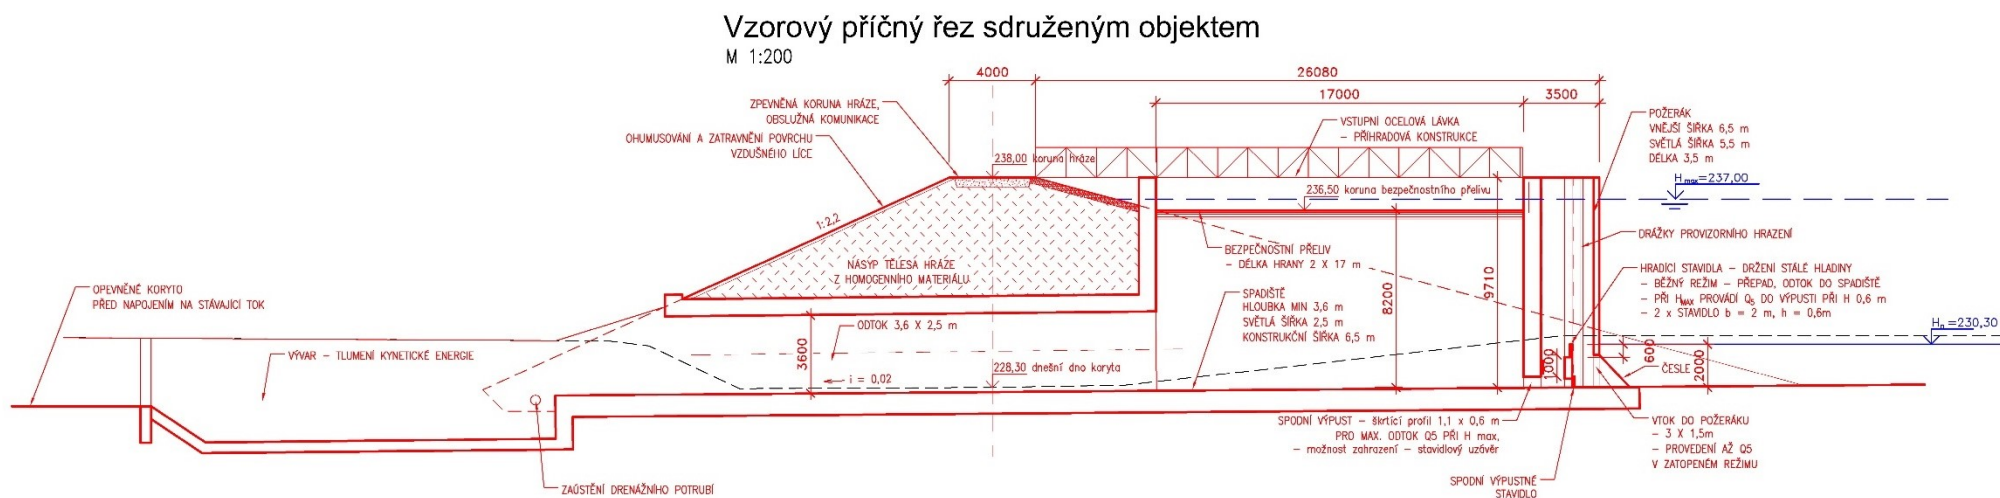 Vzorový příčný řez sdruženým objektem
M 1:200
4000
26080
17000
3500
ZPEVNĚNÁ KORUNA HRÁZE,
OBSLUŽNÁ KOMUNIKACE
OHUMUSOVÁNÍ A ZATRAVNĚNÍ POVRCHU
VZDUŠNÉHO LÍCE
VSTUPNI OCELOVÁ LÁVKA
– PŘÍHRADOVÁ KONSTRUKCE
POŽERÁK
VNĚJŠÍ ŠÍŘKA 6,5 m
SVĚTLÁ ŠÍŘKA 5,5 m
DÉLKA 3,5 m
238,00 koruna hráze
236,50 koruna bezpečnostního přelivu
Hmax=237,00
1:2,2
DRÁŽKY PROVIZORNÍHO HRAZENÍ
BEZPEČNOSTNÍ PŘELIV
– DÉLKA HRANY 2 X 17 m
NÁSYP TĚLESA HRÁZE
Z HOMOGENNÍHO MATERIÁLU
HRADÍCÍ STAVIDLA – DRŽENÍ STÁLÉ HLADINY
– BĚŽNÝ REŽIM – PŘEPAD, ODTOK DO SPADIŠTĚ
– PŘI HMAX PROVÁDÍ Q5 DO VÝPUSTI PŘI H 0,6 m
– 2 x STAVIDLO b = 2 m, h = 0,6m
OPEVNĚNÉ KORYTO
PŘED NAPOJENÍM NA STÁVAJÍCÍ TOK
SPADIŠTĚ
HLOUBKA MIN 3,6 m
SVĚTLÁ ŠÍŘKA 2,5 m
KONSTRUKČNÍ ŠÍŘKA 6,5 m
8200
9710
ODTOK 3,6 X 2,5 m
Hn=230,30
VÝVAR – TLUMENÍ KYNETICKÉ ENERGIE
3600
i = 0,02
228,30 dnešní dno koryta
1000
600
2000
ČESLE
SPODNÍ VÝPUST – škrtící profil 1,1 x 0,6 m
PRO MAX. ODTOK Q5 PŘI H max,
– možnost zahrazení – stavidlový uzávěr
VTOK DO POŽERÁKU
– 3 X 1,5m
– PROVEDENÍ AŽ Q5
V ZATOPENÉM REŽIMU
ZAÚSTĚNÍ DRENÁŽNÍHO POTRUBÍ
SPODNÍ VÝPUSTNÉ
STAVIDLO